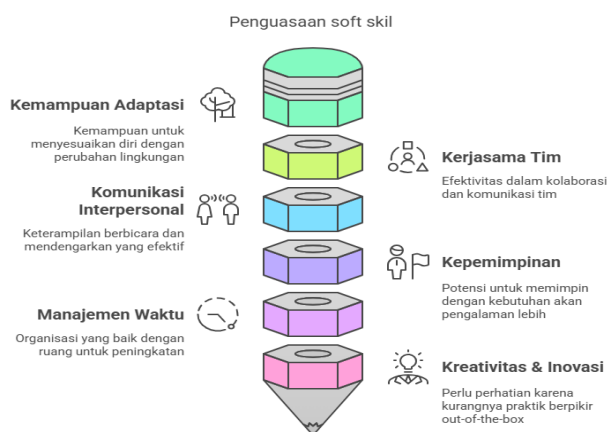 Penguasaan soft skil
Kemampuan Adaptasi
Kemampuan untuk
menyesuaikan diri dengan
perubahan lingkungan
Kerjasama Tim
Efektivitas dalam kolaborasi
dan komunikasi tim
Komunikasi
Interpersonal
Keterampilan berbicara dan
mendengarkan yang efektif
Kepemimpinan
Potensi untuk memimpin
dengan kebutuhan akan
pengalaman lebih
Manajemen Waktu
Organisasi yang baik dengan
ruang untuk peningkatan
Kreativitas & Inovasi
Perlu perhatian karena
kurangnya praktik berpikir
out-of-the-box